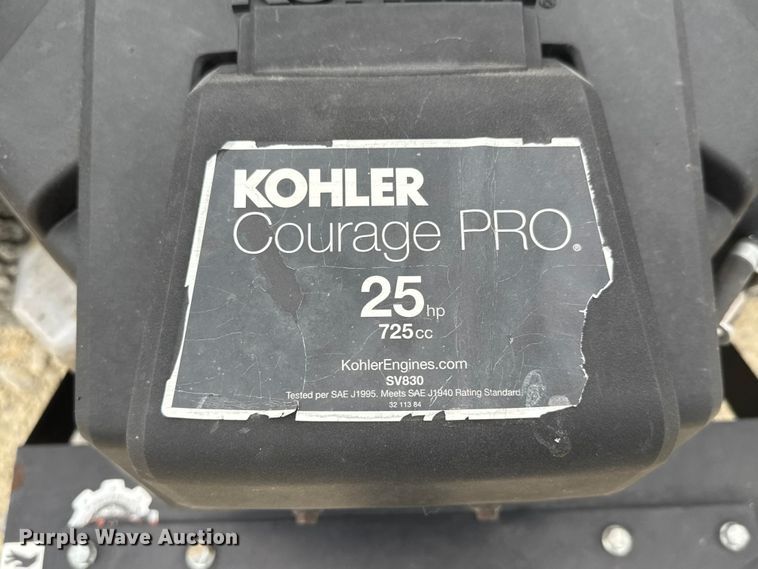 KOHLER
Courage PRO®
25 hp
725cc
KohlerEngines.com
SV830
Tested per SAE J1995. Meets SAE J1940 Rating Standard.
32 113 84
Purple Wave Auction